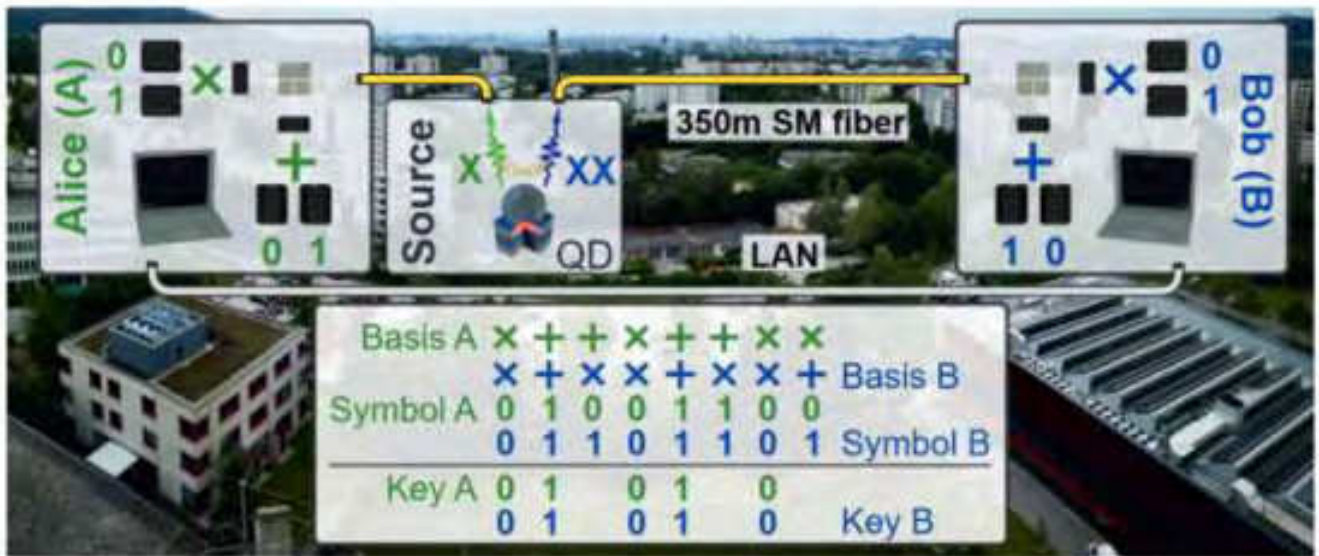 Alice (A)
0
1
×
+
0 1
Source
X
XX
QD
350m SM fiber
LAN
0
1
×
+
1 0
Bob (B)
Basis A × + + × + + × ×
× + × × + × × + Basis B
Symbol A 0 1 0 0 1 1 0 0
0 1 1 0 1 1 0 1 Symbol B
Key A 0 1 0 1 0
0 1 0 1 0 Key B